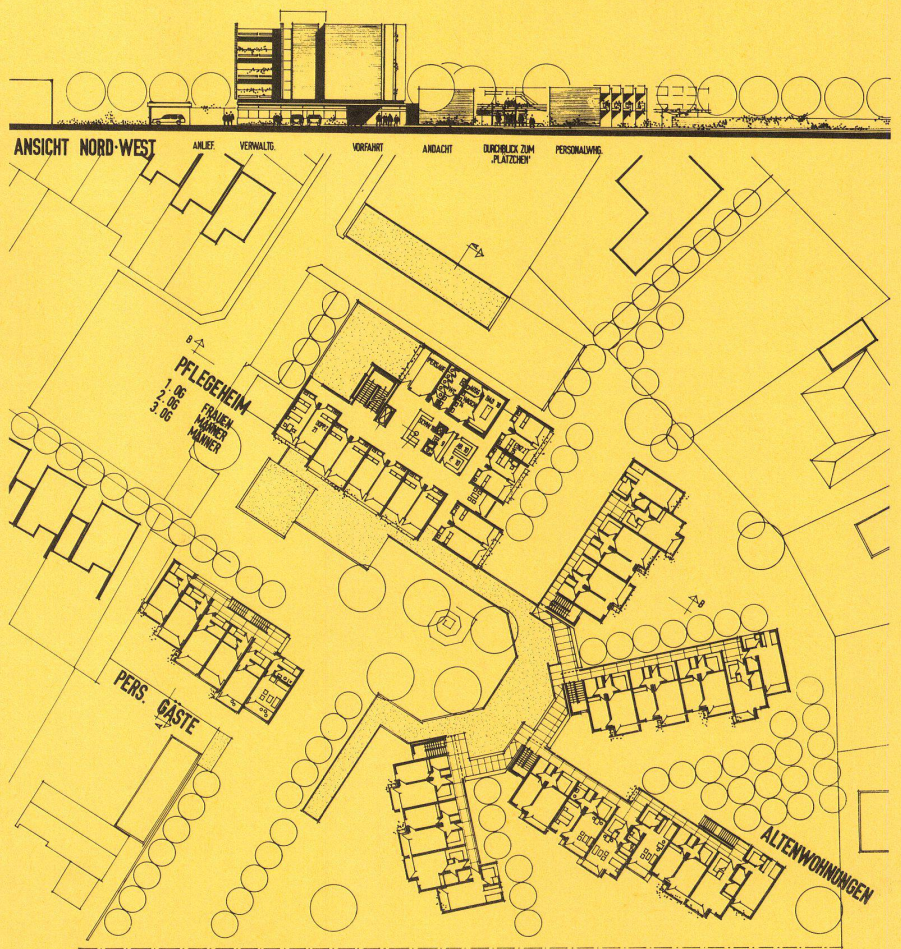 ANSICHT NORD-WEST
ANLIEF.
VERWALTG.
VORFAHRT
ANDACHT
DURCHBLICK ZUM
„PLÄTZCHEN“
PERSONALWHG.
A
B
PFLEGEHEIM
1. OG FRAUEN
2. OG MÄNNER
3. OG MÄNNER
B
PERS. GÄSTE
A
ALTENWOHNUNGEN